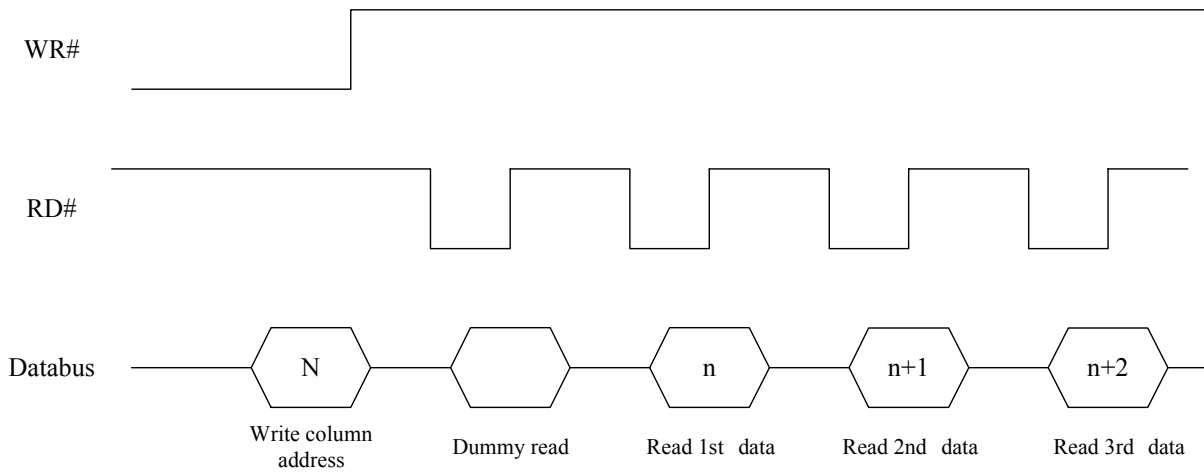 WR#
RD#
Databus
N
n
n+1
n+2
Write column
address
Dummy read
Read 1st data
Read 2nd data
Read 3rd data